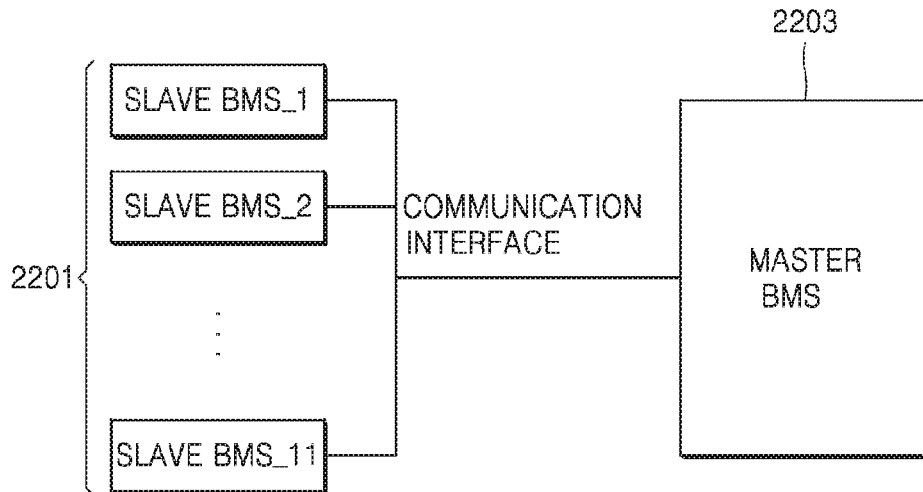 2203
SLAVE BMS_1
SLAVE BMS_2
COMMUNICATION
INTERFACE
2201
MASTER
BMS
SLAVE BMS_11